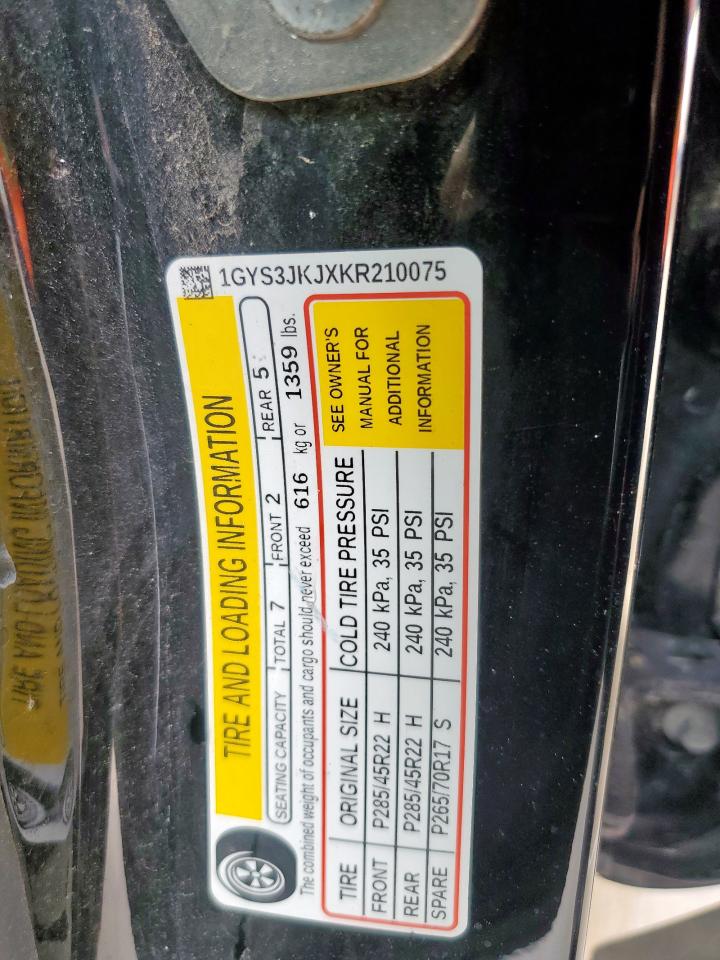 1GYS3JKJXKR210075
TIRE AND LOADING INFORMATION
SEATING CAPACITY TOTAL 7 FRONT 2 REAR 5
The combined weight of occupants and cargo should never exceed 616 kg or 1359 lbs.
TIRE ORIGINAL SIZE COLD TIRE PRESSURE
FRONT P285/45R22 H 240 kPa, 35 PSI
REAR P285/45R22 H 240 kPa, 35 PSI
SPARE P265/70R17 S 240 kPa, 35 PSI
SEE OWNER'S
MANUAL FOR
ADDITIONAL
INFORMATION